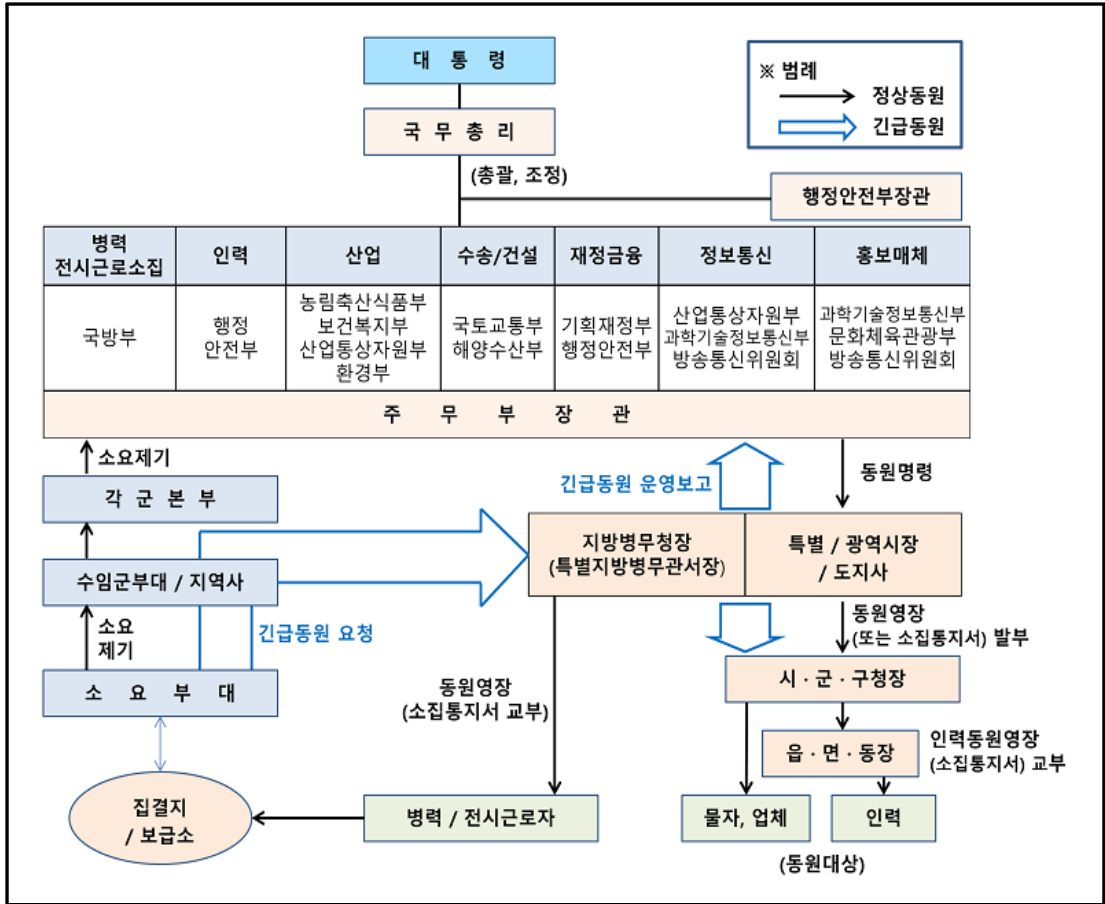 대 통 령
※ 범례
정상동원
긴급동원
국 무 총 리
(총괄, 조정)
행정안전부장관
병력
전시근로소집
인력
산업
수송/건설
재정금융
정보통신
홍보매체
국방부
행정
안전부
농림축산식품부
보건복지부
산업통상자원부
환경부
국토교통부
해양수산부
기획재정부
행정안전부
산업통상자원부
과학기술정보통신부
방송통신위원회
과학기술정보통신부
문화체육관광부
방송통신위원회
주 무 부 장 관
소요제기
각 군 본 부
긴급동원 운영보고
동원명령
수임군부대 / 지역사
지방병무청장
(특별지방병무관서장)
특별 / 광역시장
/ 도지사
소요
제기
긴급동원 요청
동원영장
(또는 소집통지서) 발부
소 요 부 대
동원영장
(소집통지서 교부)
시 · 군 · 구청장
읍 · 면 · 동장
인력동원영장
(소집통지서) 교부
집결지
/ 보급소
병력 / 전시근로자
물자, 업체
인력
(동원대상)